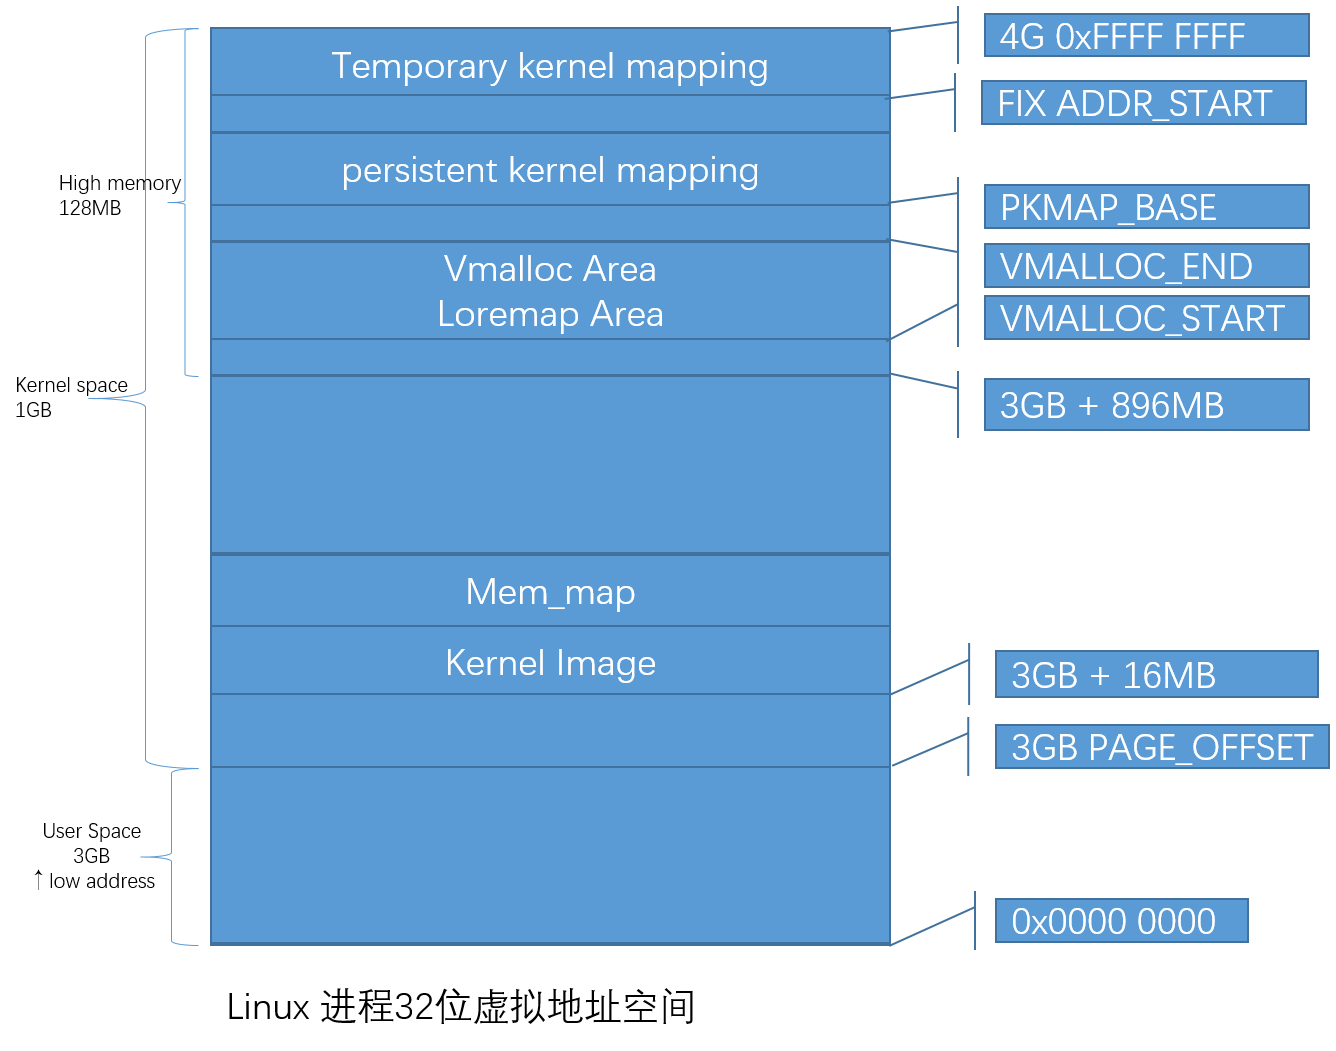 4G 0xFFFF FFFF
Temporary kernel mapping
FIX ADDR_START
persistent kernel mapping
High memory
128MB
PKMAP_BASE
VMALLOC_END
Vmalloc Area
Loremap Area
VMALLOC_START
Kernel space
1GB
3GB + 896MB
Mem_map
Kernel Image
3GB + 16MB
3GB PAGE_OFFSET
User Space
3GB
↑ low address
0x0000 0000
Linux 进程32位虚拟地址空间